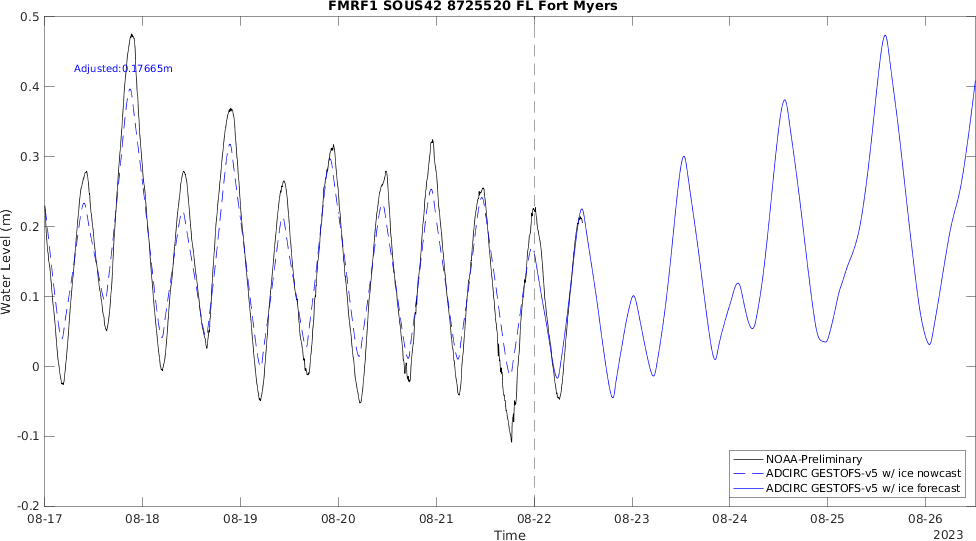 FMRF1 SOUS42 8725520 FL Fort Myers
0.5
Adjusted:0.17665m
0.4
0.3
0.2
0.1
0
-0.1
-0.2
Water Level (m)
NOAA-Preliminary
ADCIRC GESTOFS-v5 w/ ice nowcast
ADCIRC GESTOFS-v5 w/ ice forecast
08-17 08-18 08-19 08-20 08-21 08-22 08-23 08-24 08-25 08-26
Time
2023